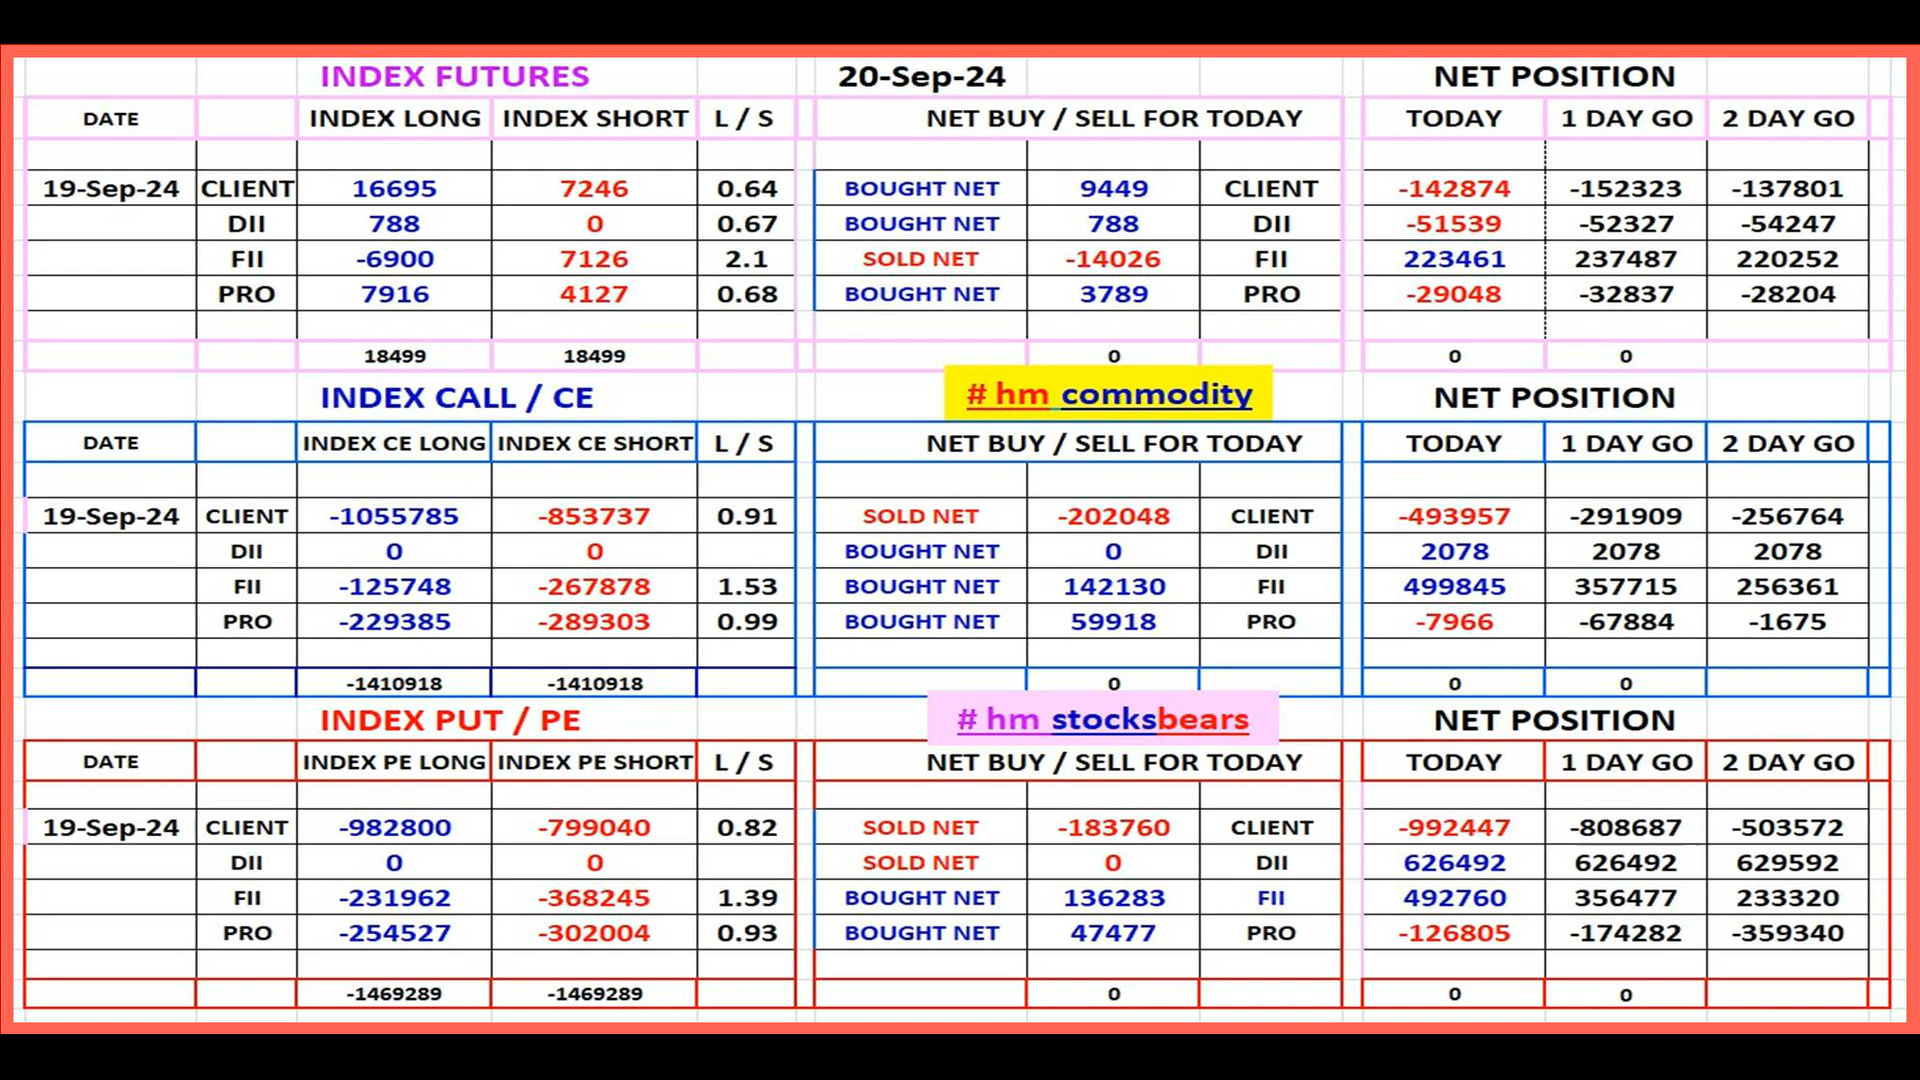 INDEX FUTURES 20-Sep-24 NET POSITION
DATE INDEX LONG INDEX SHORT L / S NET BUY / SELL FOR TODAY TODAY 1 DAY GO 2 DAY GO
19-Sep-24 CLIENT 16695 7246 0.64 BOUGHT NET 9449 CLIENT -142874 -152323 -137801
DII 788 0 0.67 BOUGHT NET 788 DII -51539 -52327 -54247
FII -6900 7126 2.1 SOLD NET -14026 FII 223461 237487 220252
PRO 7916 4127 0.68 BOUGHT NET 3789 PRO -29048 -32837 -28204
18499 18499 0 0 0
INDEX CALL / CE # hm commodity NET POSITION
DATE INDEX CE LONG INDEX CE SHORT L / S NET BUY / SELL FOR TODAY TODAY 1 DAY GO 2 DAY GO
19-Sep-24 CLIENT -1055785 -853737 0.91 SOLD NET -202048 CLIENT -493957 -291909 -256764
DII 0 0 BOUGHT NET 0 DII 2078 2078 2078
FII -125748 -267878 1.53 BOUGHT NET 142130 FII 499845 357715 256361
PRO -229385 -289303 0.99 BOUGHT NET 59918 PRO -7966 -67884 -1675
-1410918 -1410918 0 0 0
INDEX PUT / PE # hm stocksbears NET POSITION
DATE INDEX PE LONG INDEX PE SHORT L / S NET BUY / SELL FOR TODAY TODAY 1 DAY GO 2 DAY GO
19-Sep-24 CLIENT -982800 -799040 0.82 SOLD NET -183760 CLIENT -992447 -808687 -503572
DII 0 0 SOLD NET 0 DII 626492 626492 629592
FII -231962 -368245 1.39 BOUGHT NET 136283 FII 492760 356477 233320
PRO -254527 -302004 0.93 BOUGHT NET 47477 PRO -126805 -174282 -359340
-1469289 -1469289 0 0 0